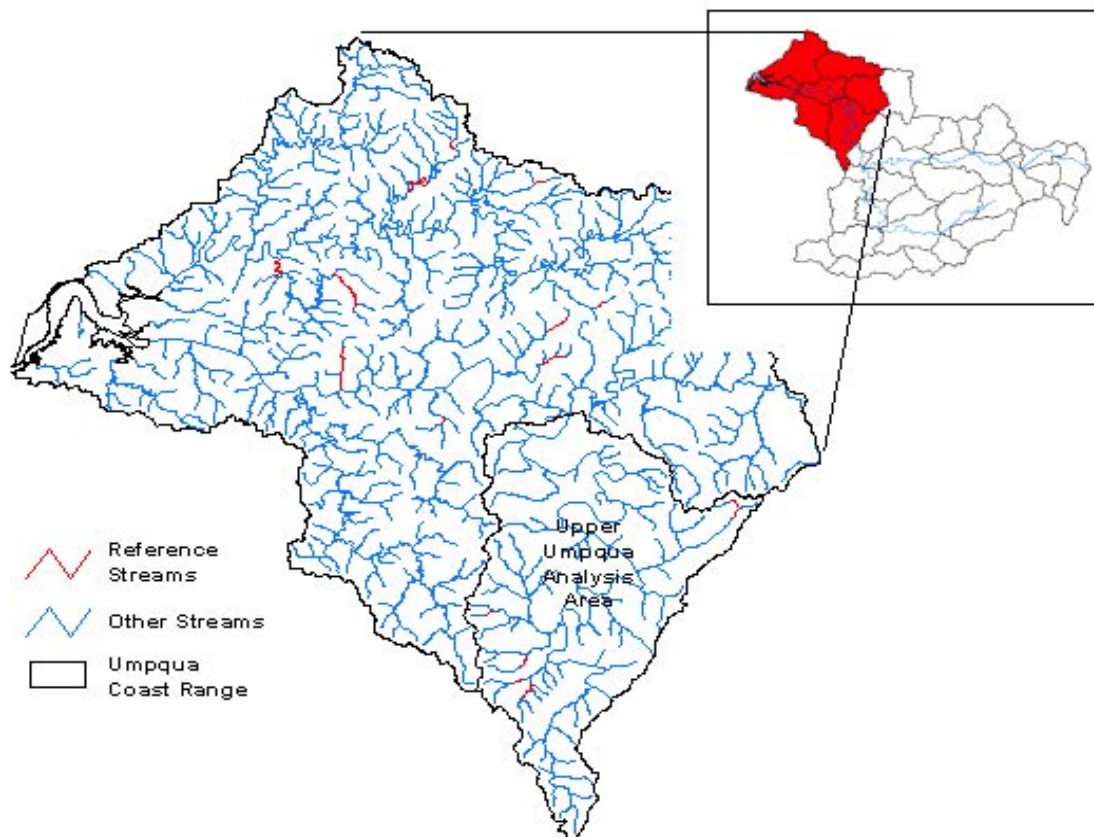 Upper
Umpqua
Analysis
Area
Reference
Streams
Other Streams
Umpqua
Coast Range